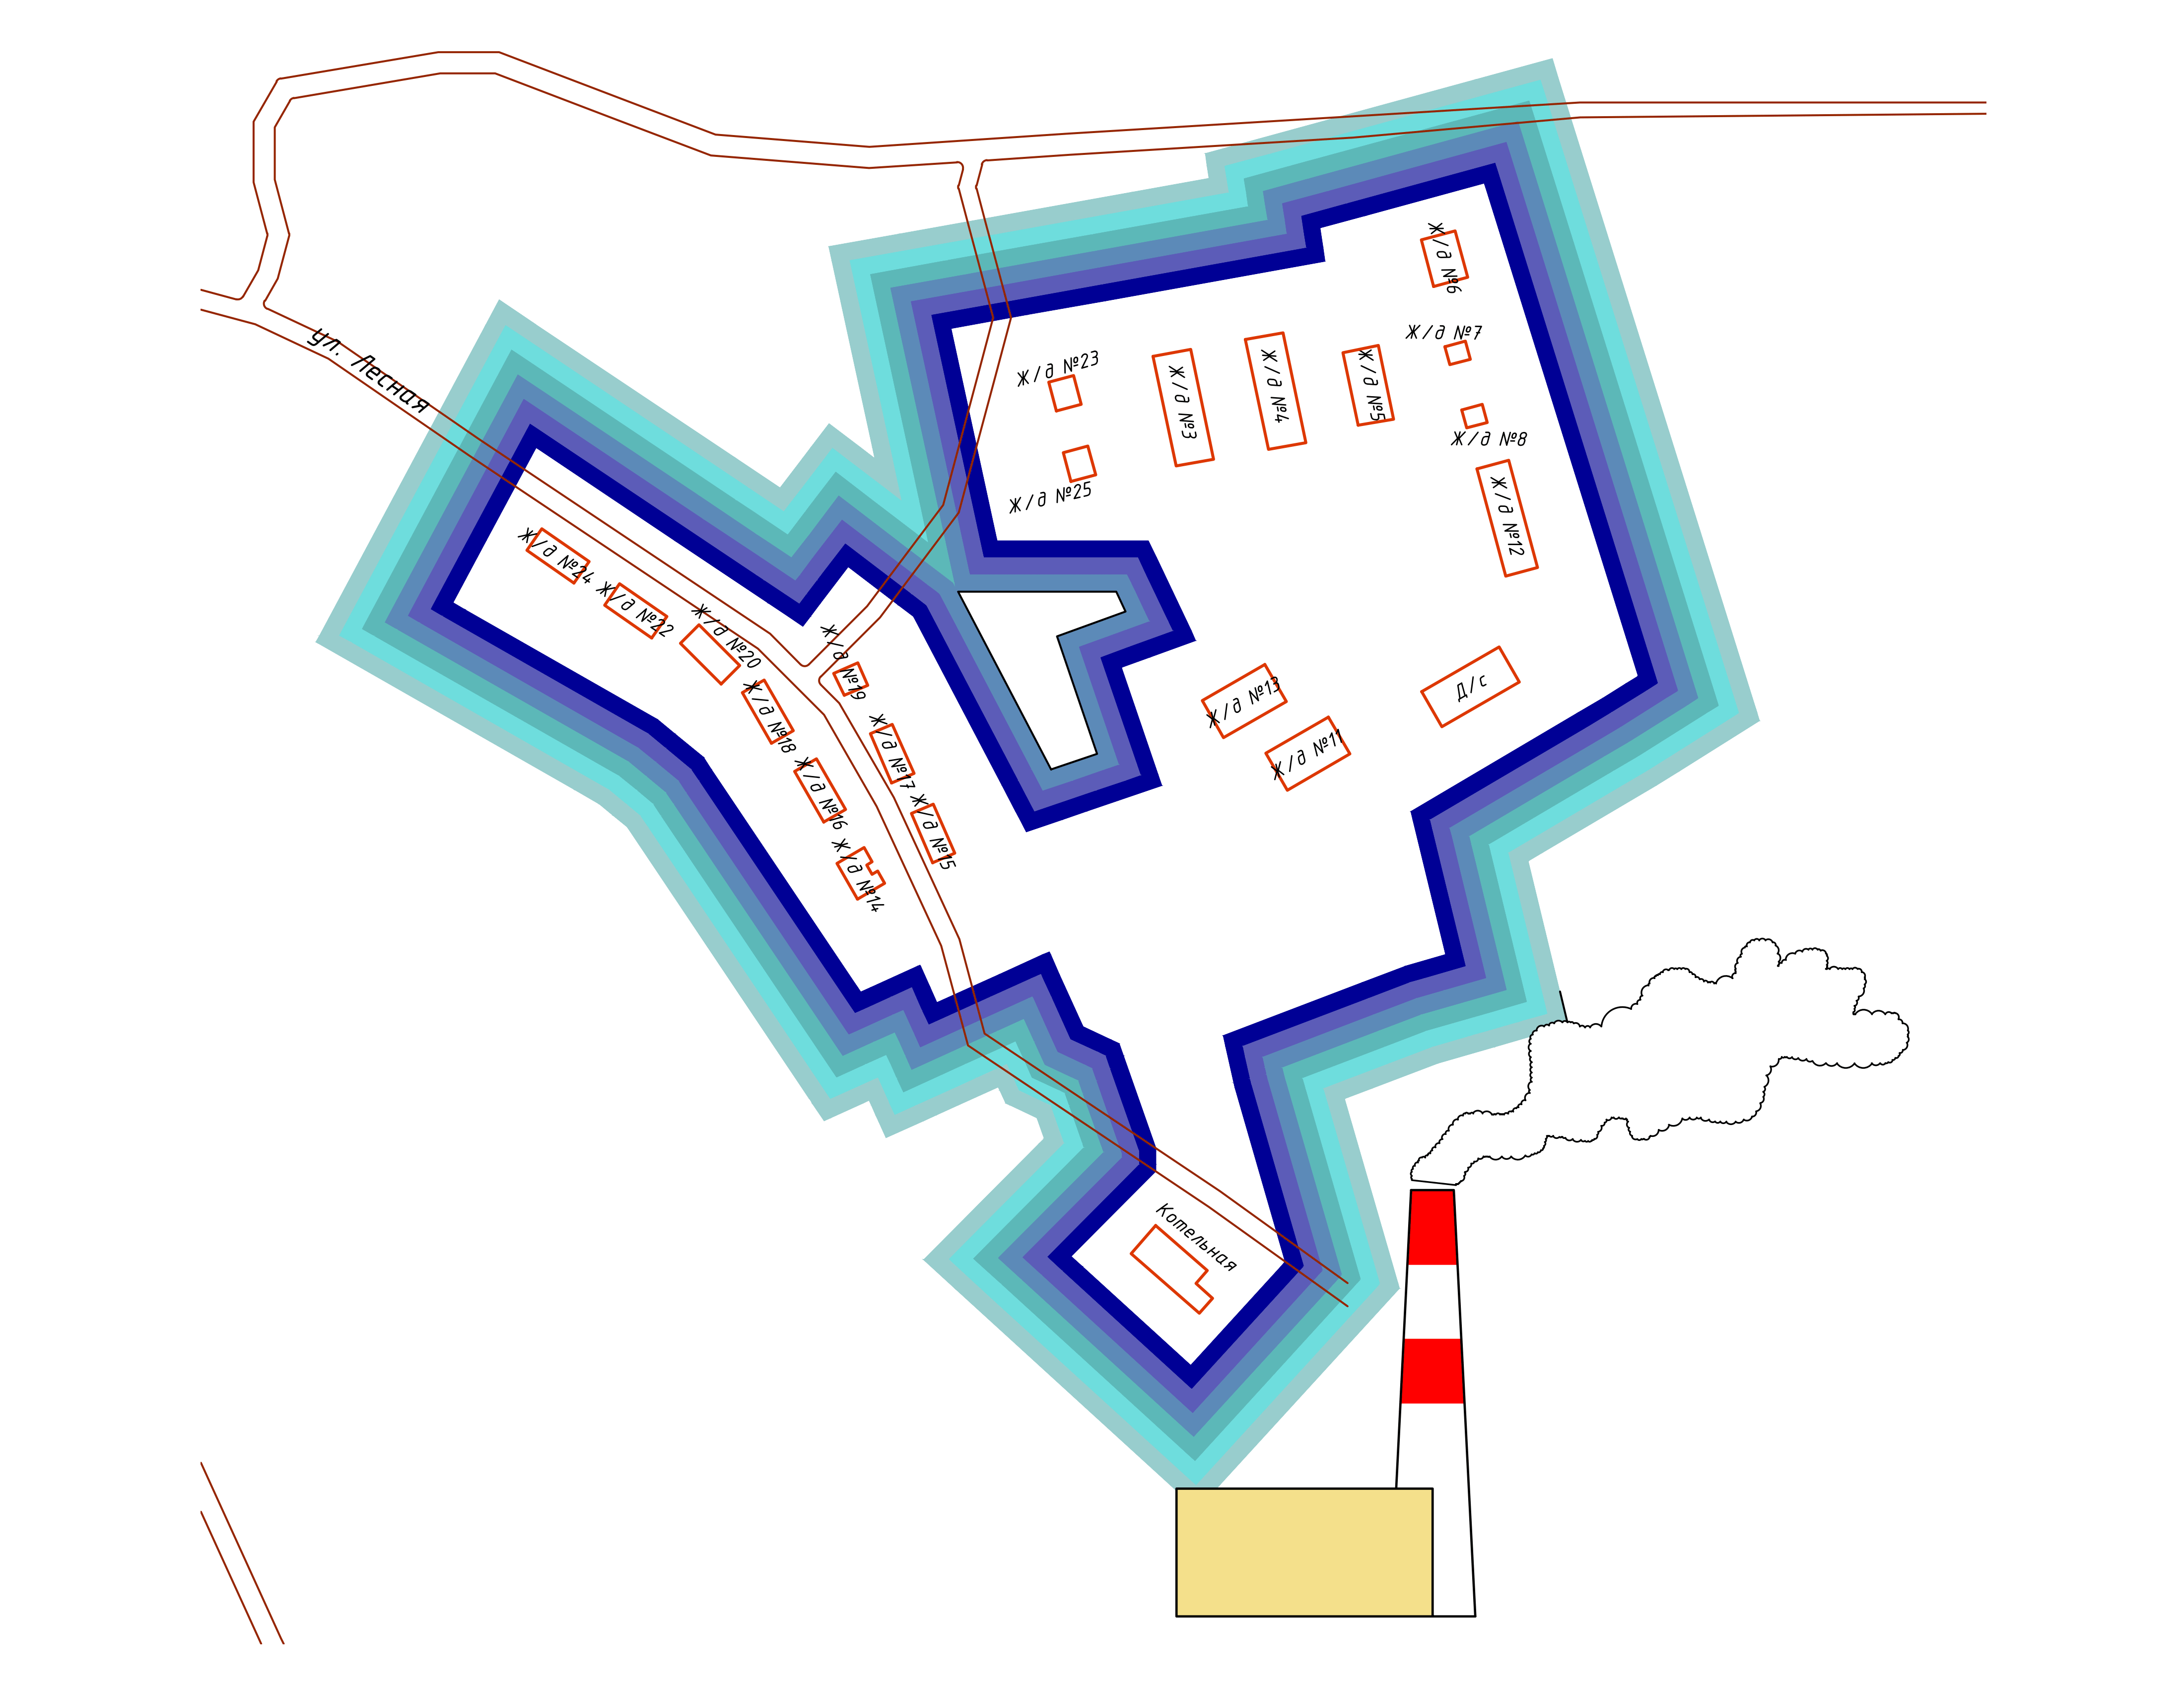 Ж/д №6
ул. Лесная
Ж/д №7
Ж/д №23
Ж/д №3
Ж/д №4
Ж/д №5
Ж/д №8
Ж/д №25
Ж/д №12
Ж/д №24
Ж/д №22
Ж/д №20
Ж/д №19
Ж/д №18
Ж/д №13
Д/с
Ж/д №17
Ж/д №11
Ж/д №16
Ж/д №15
Ж/д №14
Котельная